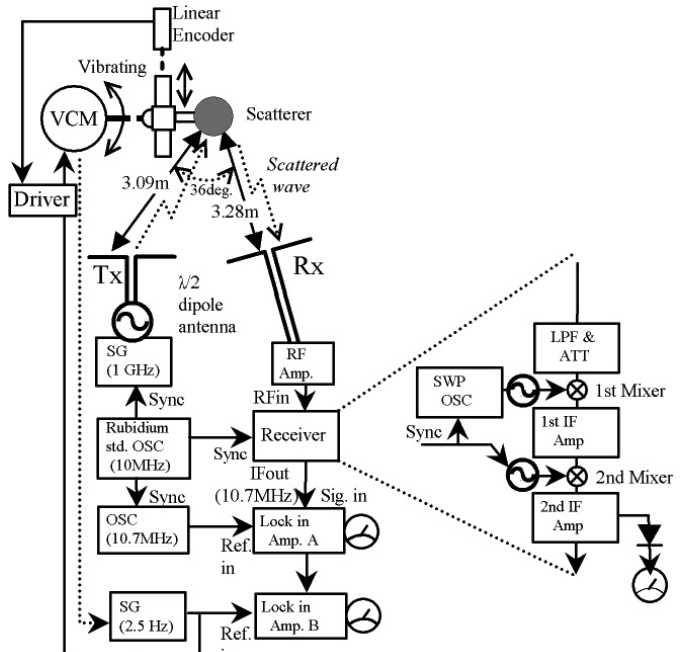 Linear
Encoder
Vibrating
VCM
Scatterer
Scattered
wave
3.09m
36deg.
3.28m
Driver
Tx
Rx
λ/2
dipole
antenna
SG
(1 GHz)
RF
Amp.
Sync
RFin
Rubidium
std. OSC
(10MHz)
Sync
Receiver
Sync
IFout
(10.7MHz)
Sig. in
OSC
(10.7MHz)
Ref.
in
Lock in
Amp. A
SG
(2.5 Hz)
Ref.
Lock in
Amp. B
LPF &
ATT
SWP
OSC
1st Mixer
Sync
1st IF
Amp
2nd Mixer
2nd IF
Amp